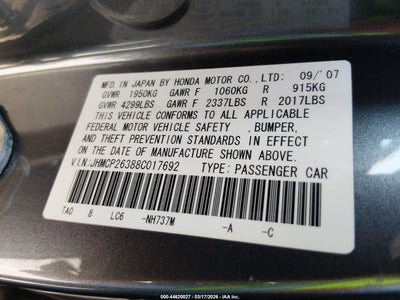 MFD. IN JAPAN BY HONDA MOTOR CO.,LTD. 09/'07
GVWR 1950KG GAWR F 1060KG R 915KG
GVWR 4299LBS GAWR F 2337LBS R 2017LBS
THIS VEHICLE CONFORMS TO ALL APPLICABLE
FEDERAL MOTOR VEHICLE SAFETY , BUMPER,
AND THEFT PREVENTION STANDARDS IN EFFECT
ON THE DATE OF MANUFACTURE SHOWN ABOVE.
V.I.N:JHMCP26388C017692 TYPE: PASSENGER CAR
TA0 8 LC6 -NH737M -A -C
000-44620027 - 03/17/2026 - IAA Inc.